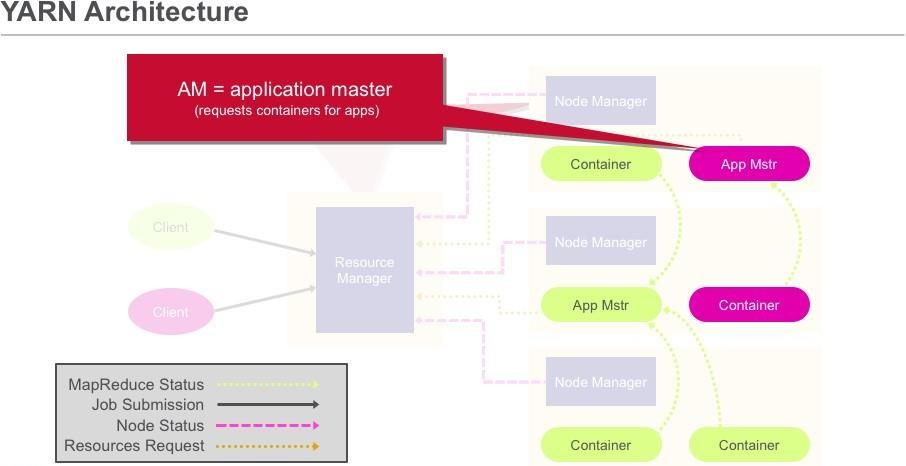 YARN Architecture
AM = application master
(requests containers for apps)
Node Manager
Container
App Mstr
Client
Resource
Manager
Node Manager
Client
App Mstr
Container
Node Manager
MapReduce Status
Job Submission
Node Status
Resources Request
Container
Container